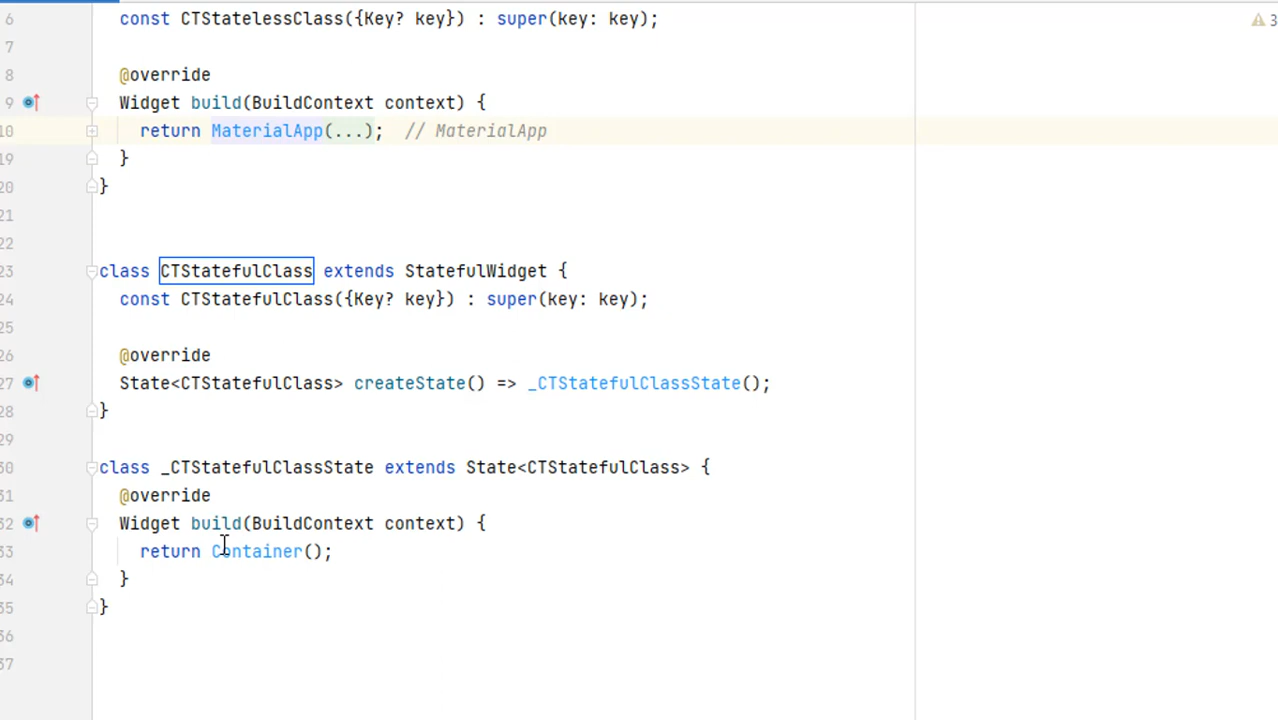 6 const CTStatelessClass({Key? key}) : super(key: key); 3
7
8 @override
9 Widget build(BuildContext context) {
10 return MaterialApp(...); // MaterialApp
19 }
20 }
21
22
23 class CTStatefulClass extends StatefulWidget {
24 const CTStatefulClass({Key? key}) : super(key: key);
25
26 @override
27 State<CTStatefulClass> createState() => _CTStatefulClassState();
28 }
29
30 class _CTStatefulClassState extends State<CTStatefulClass> {
31 @override
32 Widget build(BuildContext context) {
33 return Container();
34 }
35 }
36
37